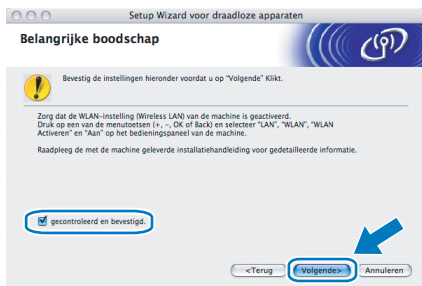 Setup Wizard voor draadloze apparaten
Belangrijke boodschap
Bevestig de instellingen hieronder voordat u op "Volgende" Klikt.
Zorg dat de WLAN-instelling (Wireless LAN) van de machine is geactiveerd.
Druk op een van de menutoetsen (+, -, OK of Back) en selecteer "LAN", "WLAN", "WLAN
Activeren" en "Aan" op het bedieningspaneel van de machine.
Raadpleeg de met de machine geleverde installatiehandleiding voor gedetailleerde informatie.
gecontroleerd en bevestigd.
<Terug
Volgende>
Annuleren